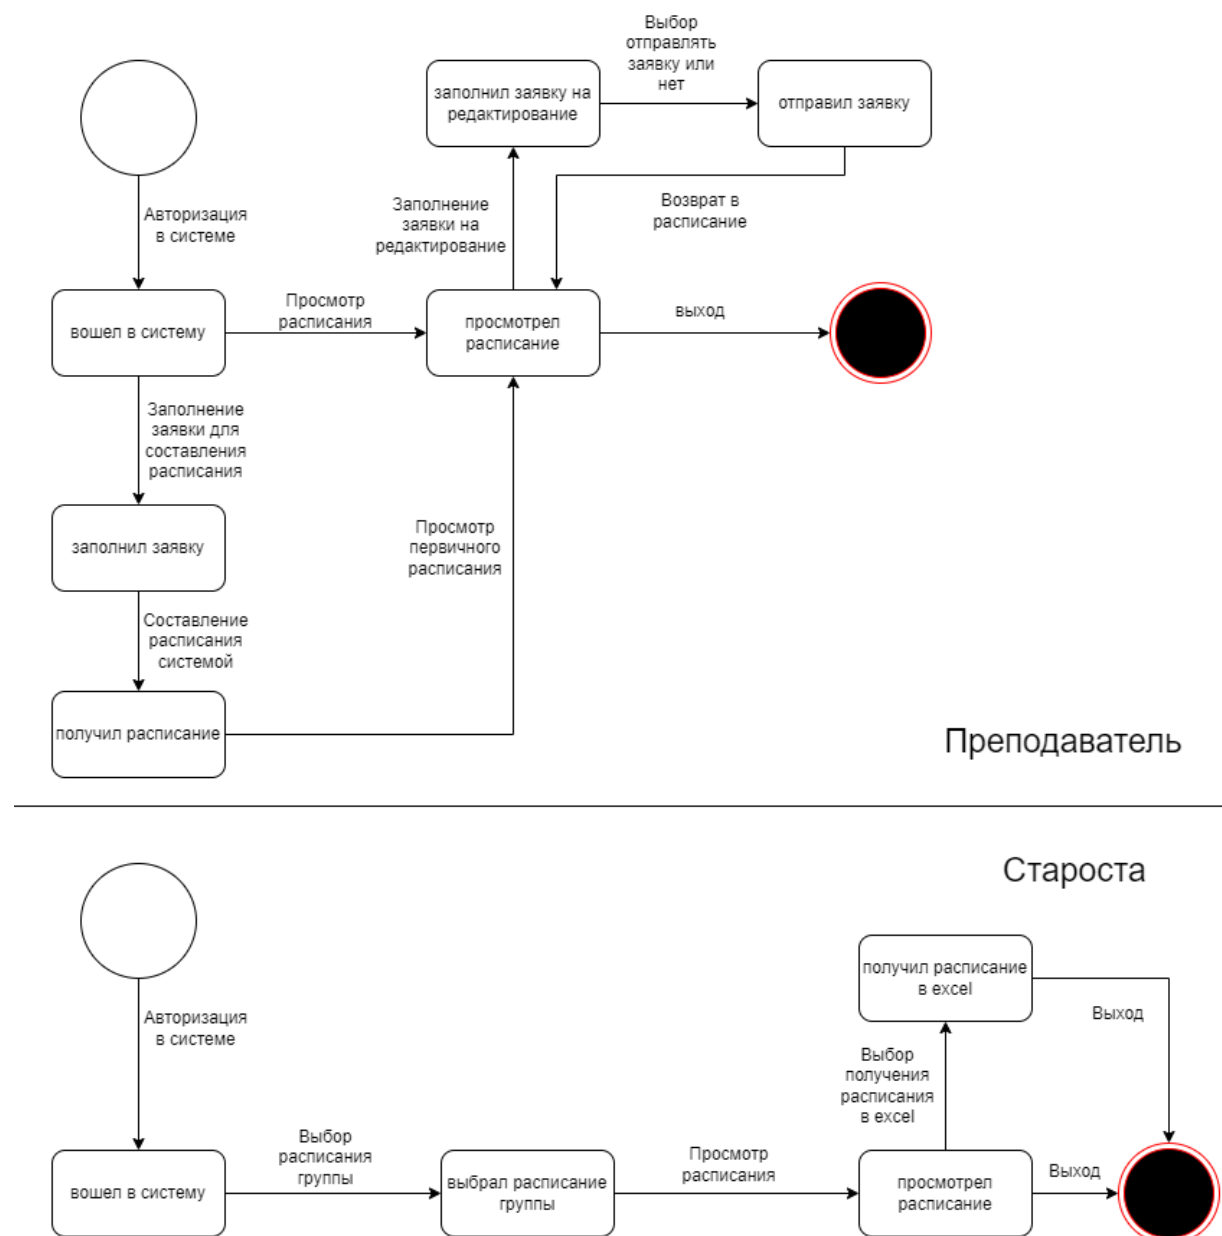 Выбор
отправлять
заявку или
нет
заполнил заявку на
редактирование
отправил заявку
Заполнение
заявки на
редактирование
Возврат в
расписание
Авторизация
в системе
вошел в систему
Просмотр
расписания
просмотрел
расписание
выход
Заполнение
заявки для
составления
расписания
заполнил заявку
Просмотр
первичного
расписания
Составление
расписания
системой
получил расписание
Преподаватель
Староста
получил расписание
в excel
Авторизация
в системе
Выход
Выбор
получения
расписания
в excel
вошел в систему
Выбор
расписания
группы
выбрал расписание
группы
Просмотр
расписания
просмотрел
расписание
Выход